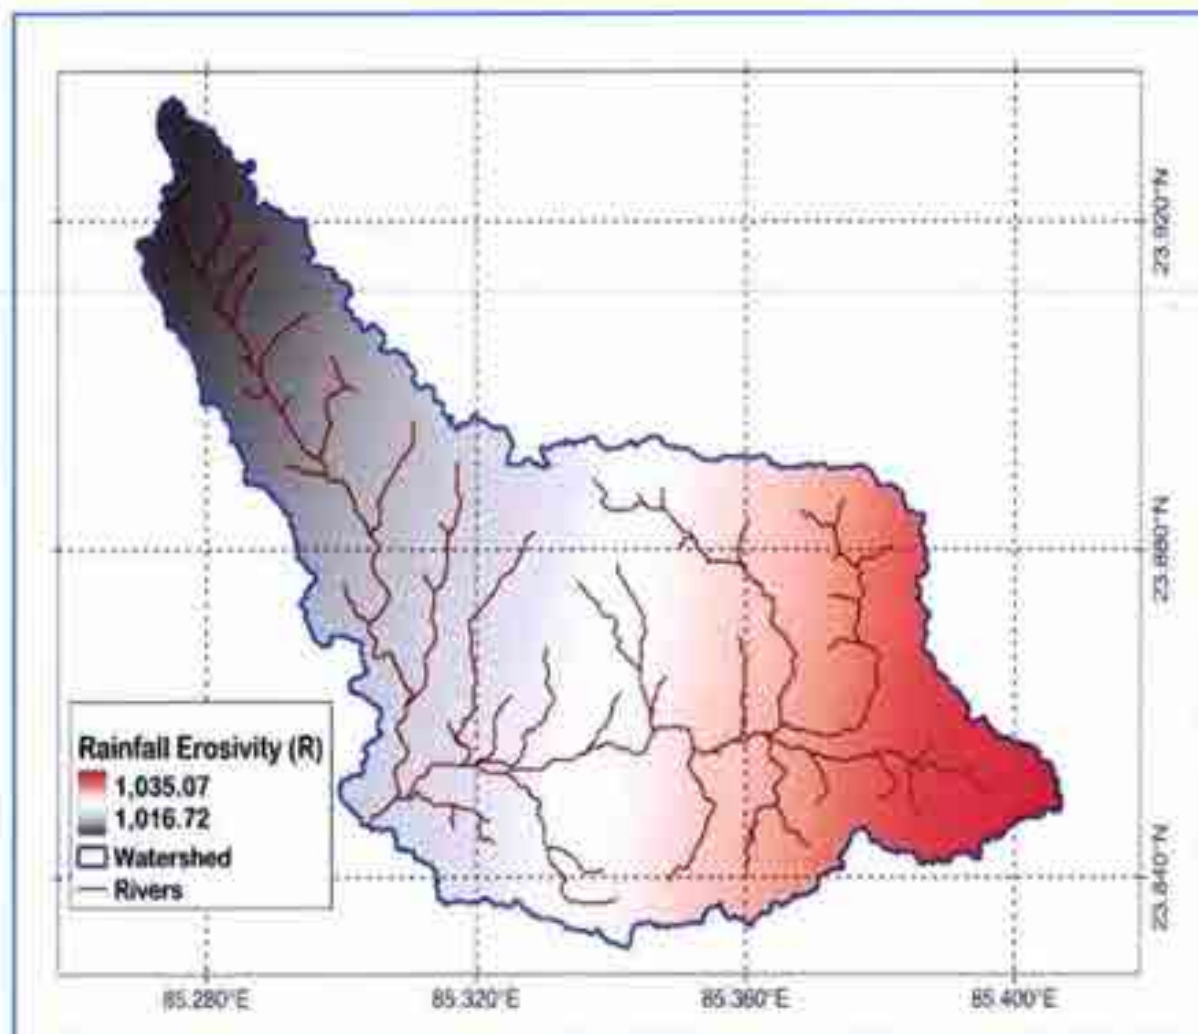 23.920°N
23.880°N
23.840°N
Rainfall Erosivity (R)
1,035.07
1,016.72
Watershed
Rivers
85.280°E 85.320°E 85.360°E 85.400°E